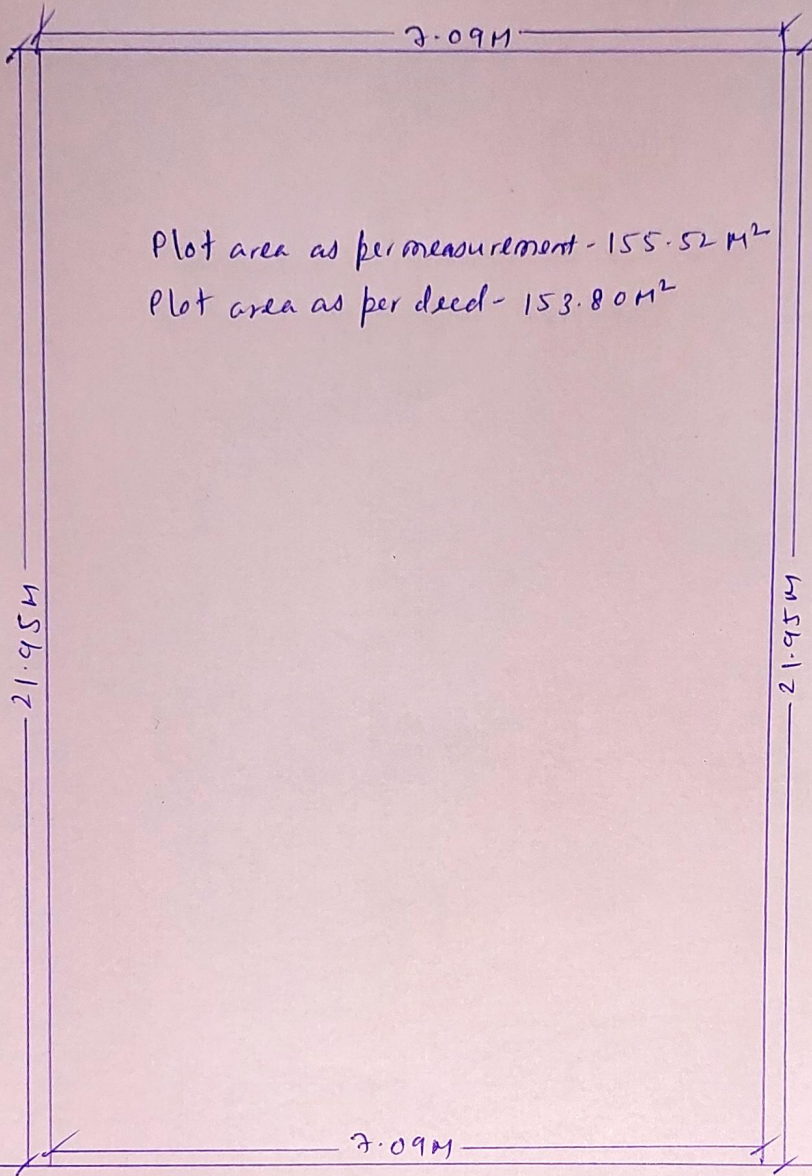 7.09M
Plot area as per measurement - 155.52 M²
Plot area as per deed - 153.80 M²
21.95M
21.95M
7.09M